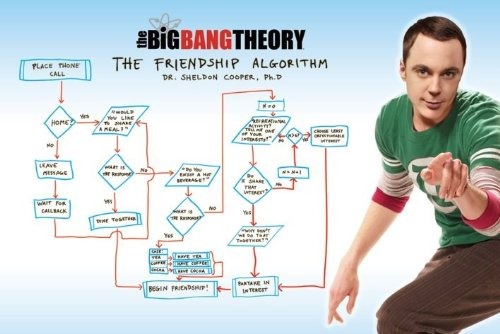 the BIG BANG THEORY
THE FRIENDSHIP ALGORITHM
DR. SHELDON COOPER, Ph.D
PLACE PHONE
CALL
HOME?
YES
NO
LEAVE
MESSAGE
WAIT FOR
CALLBACK
"WOULD
YOU LIKE
TO SHARE
A MEAL?"
WHAT IS
THE RESPONSE?
YES
NO
DINE TOGETHER
"DO YOU
ENJOY A HOT
BEVERAGE?"
WHAT IS
THE RESPONSE?
NO
YES
CASE:
TEA
COFFEE
COCOA
HAVE TEA
HAVE COFFEE
HAVE COCOA
BEGIN FRIENDSHIP!
N=0
"RECREATIONAL
ACTIVITY?
TELL ME ONE
OF YOUR
INTERESTS."
DO
I SHARE
THAT
INTEREST?
NO
YES
N=N+1
NO
YES
CHOOSE LEAST
OBJECTIONABLE
INTEREST
"WHY DON'T
WE DO THAT
TOGETHER?"
PARTAKE IN
INTEREST